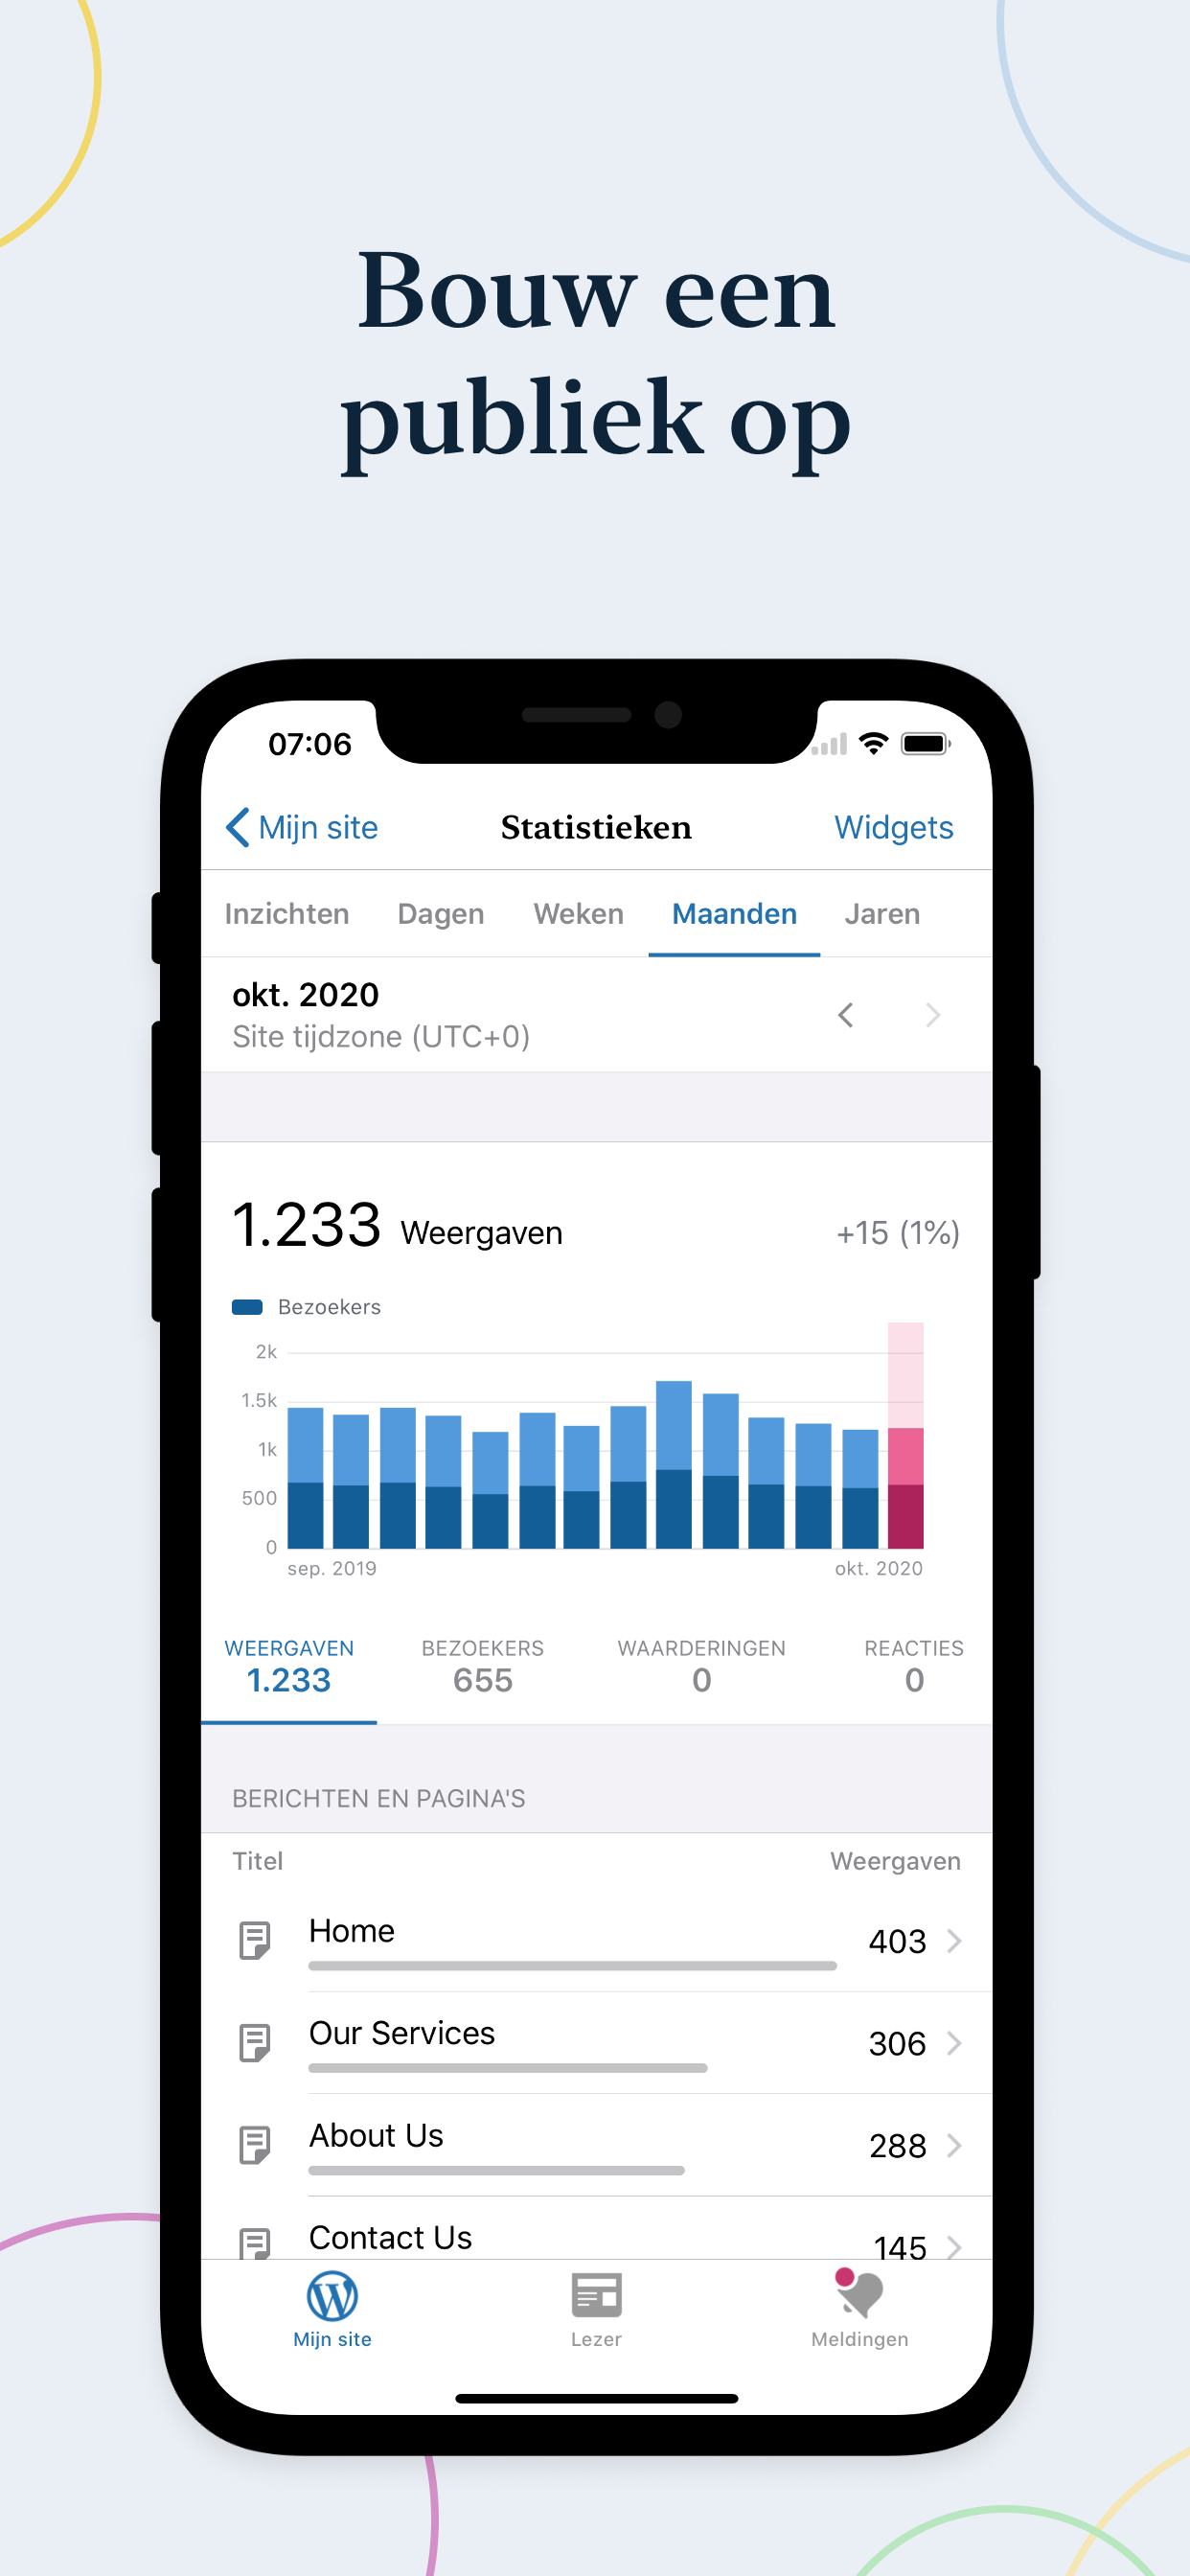 Bouw een
publiek op
07:06
Mijn site
Statistieken
Widgets
Inzichten
Dagen
Weken
Maanden
Jaren
okt. 2020
Site tijdzone (UTC+0)
1.233 Weergaven
+15 (1%)
Bezoekers
2k
1.5k
1k
500
0
sep. 2019
okt. 2020
WEERGAVEN
1.233
BEZOEKERS
655
WAARDERINGEN
0
REACTIES
0
BERICHTEN EN PAGINA'S
Titel
Weergaven
Home
403
Our Services
306
About Us
288
Contact Us
145
Mijn site
Lezer
Meldingen